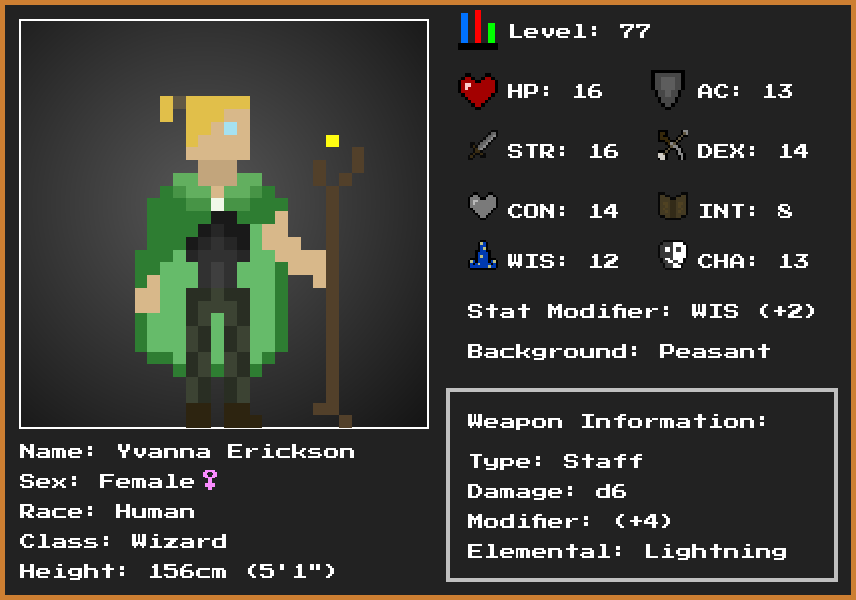 Level: 77
HP: 16 AC: 13
STR: 16 DEX: 14
CON: 14 INT: 8
WIS: 12 CHA: 13
Stat Modifier: WIS (+2)
Background: Peasant
Weapon Information:
Type: Staff
Damage: d6
Modifier: (+4)
Elemental: Lightning
Name: Yvanna Erickson
Sex: Female♀
Race: Human
Class: Wizard
Height: 156cm (5'1")